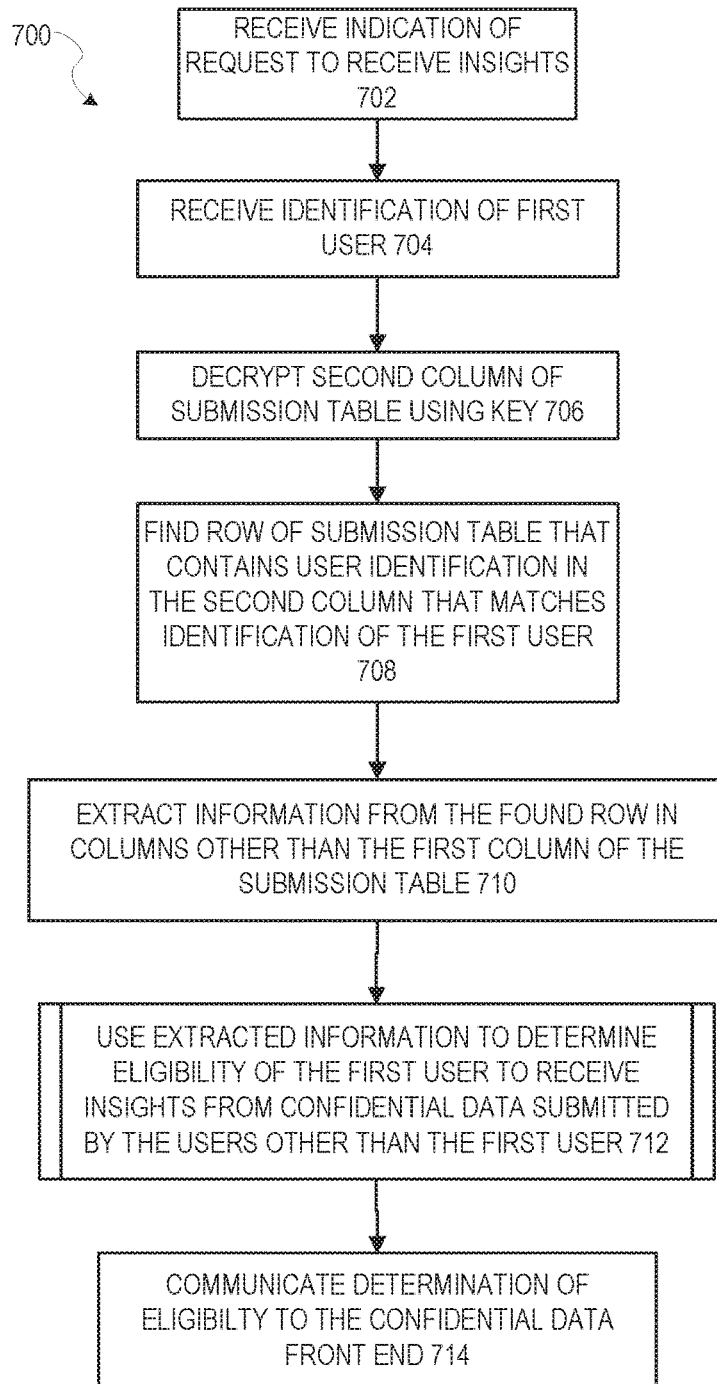 700
RECEIVE INDICATION OF
REQUEST TO RECEIVE INSIGHTS
702
RECEIVE IDENTIFICATION OF FIRST
USER 704
DECRYPT SECOND COLUMN OF
SUBMISSION TABLE USING KEY 706
FIND ROW OF SUBMISSION TABLE THAT
CONTAINS USER IDENTIFICATION IN
THE SECOND COLUMN THAT MATCHES
IDENTIFICATION OF THE FIRST USER
708
EXTRACT INFORMATION FROM THE FOUND ROW IN
COLUMNS OTHER THAN THE FIRST COLUMN OF THE
SUBMISSION TABLE 710
USE EXTRACTED INFORMATION TO DETERMINE
ELIGIBILITY OF THE FIRST USER TO RECEIVE
INSIGHTS FROM CONFIDENTIAL DATA SUBMITTED
BY THE USERS OTHER THAN THE FIRST USER 712
COMMUNICATE DETERMINATION OF
ELIGIBILTY TO THE CONFIDENTIAL DATA
FRONT END 714